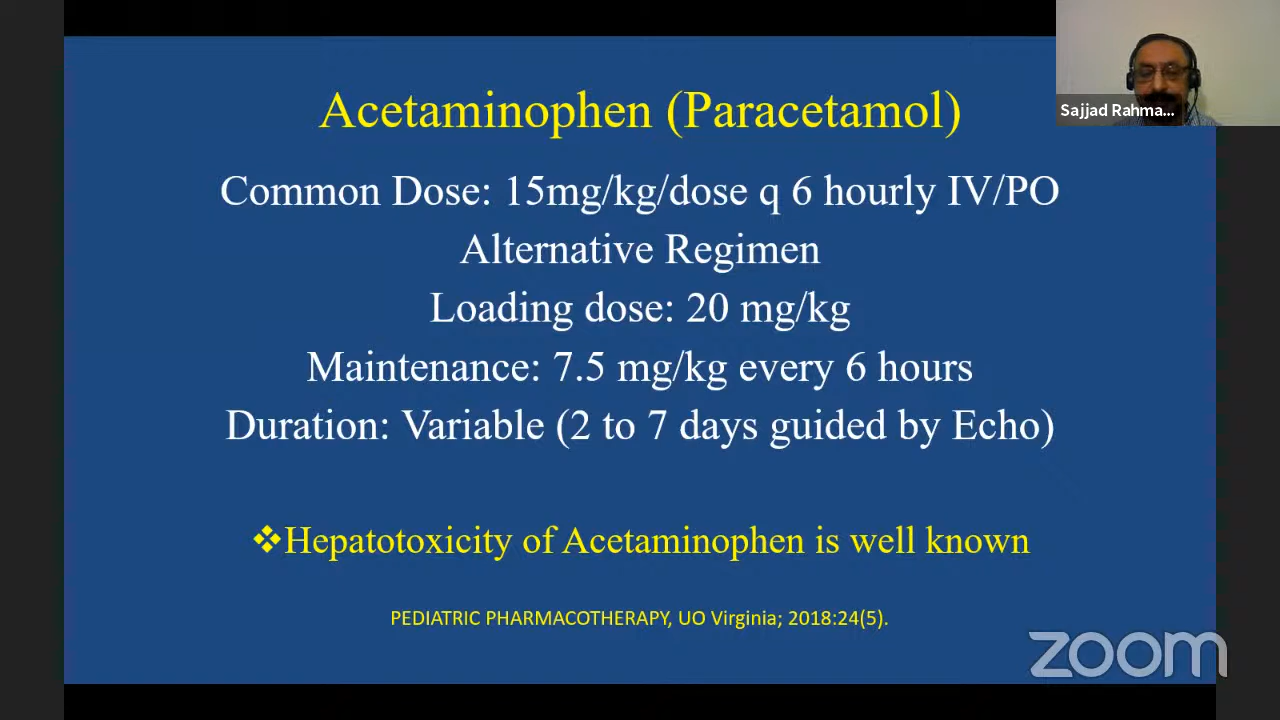 Acetaminophen (Paracetamol)
Common Dose: 15mg/kg/dose q 6 hourly IV/PO
Alternative Regimen
Loading dose: 20 mg/kg
Maintenance: 7.5 mg/kg every 6 hours
Duration: Variable (2 to 7 days guided by Echo)
❖Hepatotoxicity of Acetaminophen is well known
PEDIATRIC PHARMACOTHERAPY, UO Virginia; 2018:24(5).
Sajjad Rahma...
zoom